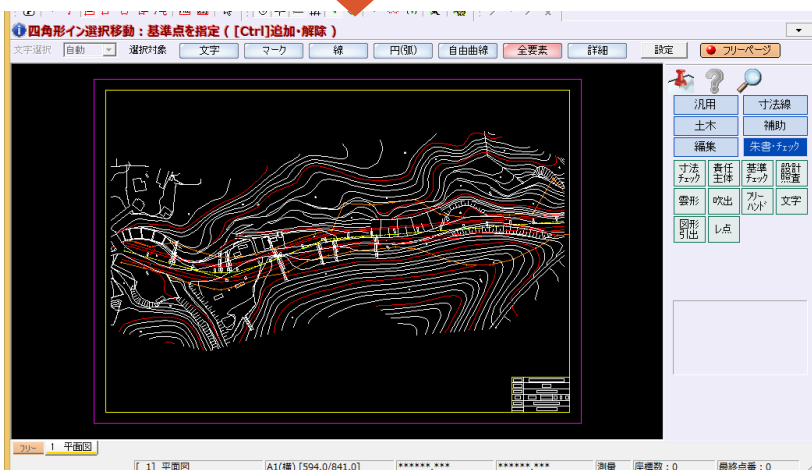 四角形イン選択移動：基準点を指定 ( [Ctrl]追加・解除 )
文字選択 自動 選択対象 文字 マーク 線 円(弧) 自由曲線 全要素 詳細 設定 フリーページ
汎用 寸法線
土木 補助
編集 朱書・チェック
寸法チェック 責任主体 基準チェック 設計照査
雲形 吹出 フリーハンド 文字
図形引出 レ点
フリー 1 平面図
[ 1] 平面図 A1(横) [594.0/841.0] ******.*** ******.*** 測量 座標数：0 最終点番：0